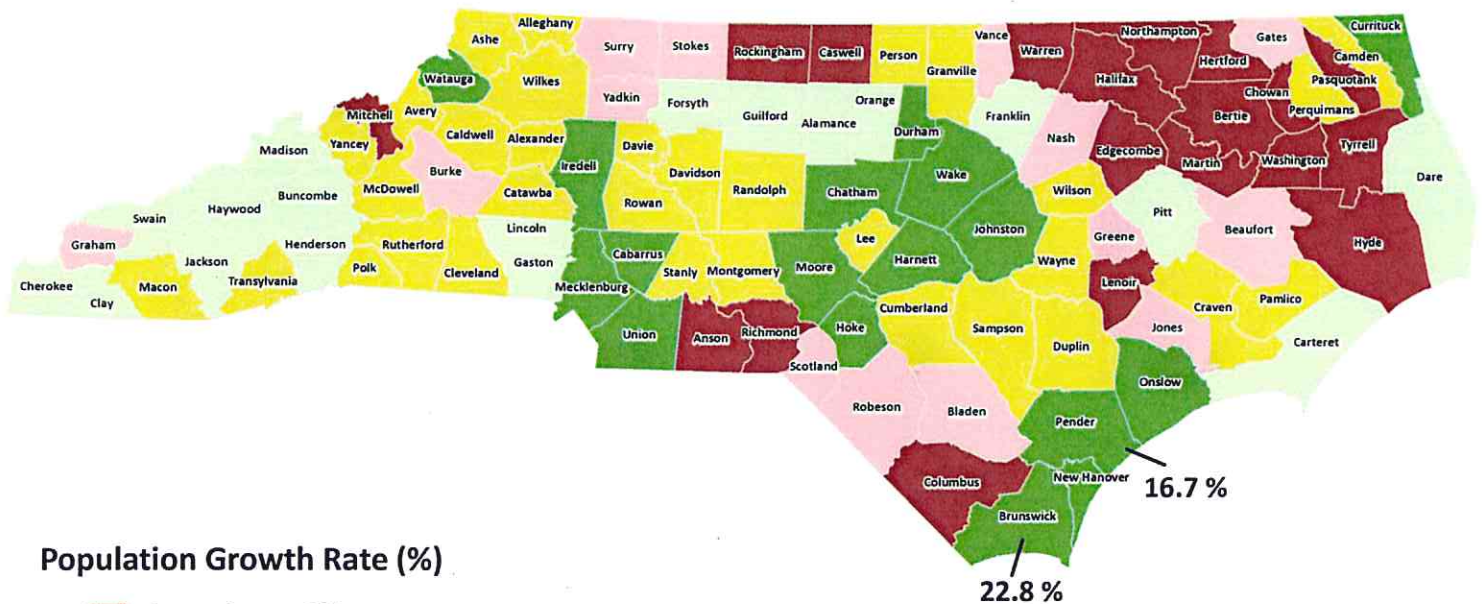 Alleghany
Ashe
Surry
Stokes
Rockingham
Caswell
Person
Granville
Vance
Warren
Northampton
Gates
Currituck
Camden
Hertford
Halifax
Pasquotank
Chowan
Perquimans
Watauga
Wilkes
Yadkin
Forsyth
Guilford
Alamance
Orange
Durham
Franklin
Nash
Bertie
Mitchell
Avery
Caldwell
Alexander
Iredell
Davie
Davidson
Randolph
Chatham
Wake
Edgecombe
Martin
Washington
Tyrrell
Dare
Madison
Yancey
Burke
McDowell
Catawba
Rowan
Wilson
Pitt
Beaufort
Hyde
Buncombe
Haywood
Swain
Graham
Cherokee
Clay
Macon
Jackson
Transylvania
Henderson
Polk
Rutherford
Cleveland
Lincoln
Gaston
Cabarrus
Mecklenburg
Stanly
Montgomery
Moore
Lee
Harnett
Johnston
Wayne
Greene
Lenoir
Craven
Pamlico
Union
Anson
Richmond
Hoke
Cumberland
Sampson
Duplin
Jones
Carteret
Scotland
Robeson
Bladen
Onslow
Pender
Columbus
New Hanover
16.7 %
Brunswick
22.8 %
Population Growth Rate (%)